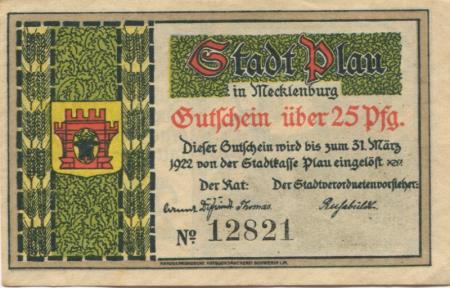 Stadt Plau
in Mecklenburg
Gutschein über 25 Pfg.
Dieser Gutschein wird bis zum 31. März
1922 von der Stadtkasse Plau eingelöst
Der Rat: Der Stadtverordnetenvorsteher:
Thomas
No 12821